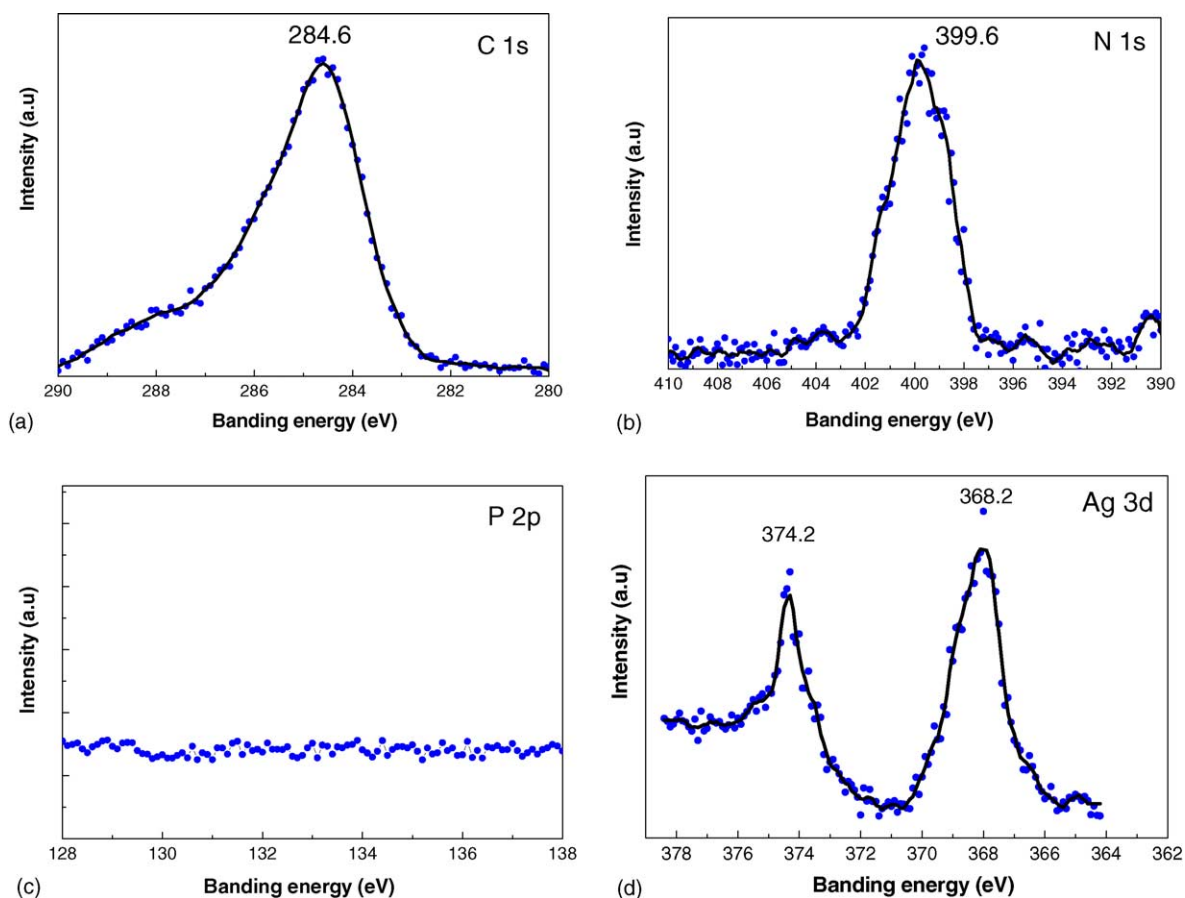 284.6
C 1s
Intensity (a.u)
290 288 286 284 282 280
Banding energy (eV)
(a)
399.6
N 1s
Intensity (a.u)
410 408 406 404 402 400 398 396 394 392 390
Banding energy (eV)
(b)
P 2p
Intensity (a.u)
128 130 132 134 136 138
Banding energy (eV)
(c)
374.2
368.2
Ag 3d
Intensity (a.u)
378 376 374 372 370 368 366 364 362
Banding energy (eV)
(d)